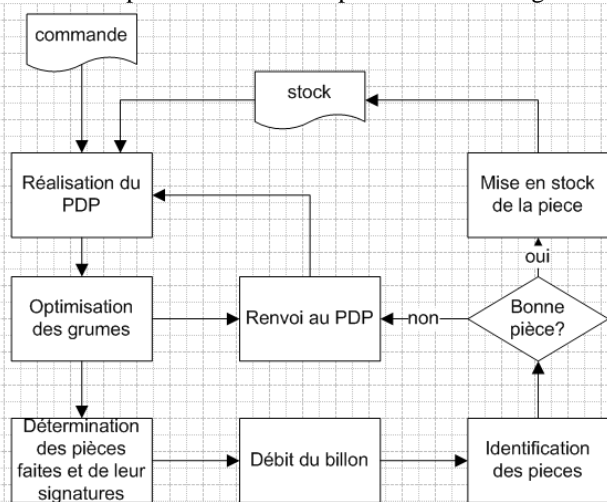 commande
stock
Réalisation du
PDP
Mise en stock
de la piece
oui
Optimisation
des grumes
Renvoi au PDP
non
Bonne
pièce?
Détermination
des pièces
faites et de leur
signatures
Débit du billon
Identification
des pieces